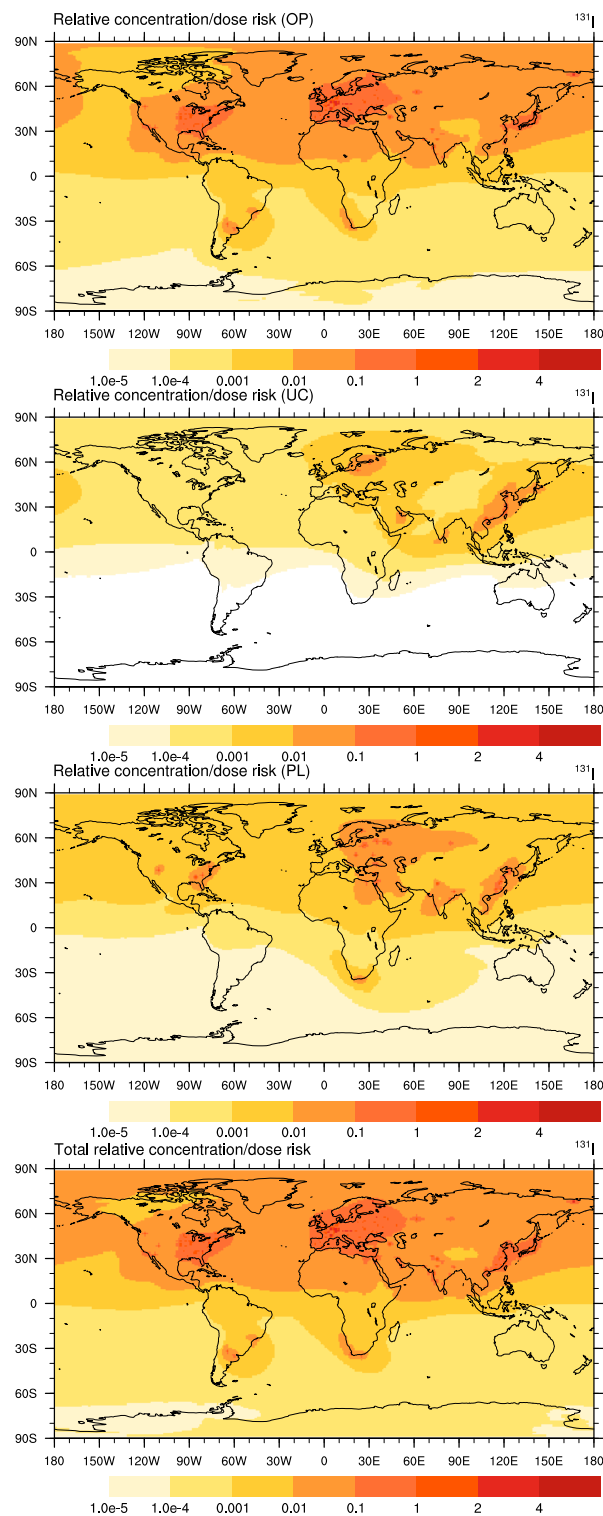 Relative concentration/dose risk (OP) ¹³¹I
90N
60N
30N
0
30S
60S
90S
180 150W 120W 90W 60W 30W 0 30E 60E 90E 120E 150E 180
1.0e-5 1.0e-4 0.001 0.01 0.1 1 2 4
Relative concentration/dose risk (UC) ¹³¹I
90N
60N
30N
0
30S
60S
90S
180 150W 120W 90W 60W 30W 0 30E 60E 90E 120E 150E 180
1.0e-5 1.0e-4 0.001 0.01 0.1 1 2 4
Relative concentration/dose risk (PL) ¹³¹I
90N
60N
30N
0
30S
60S
90S
180 150W 120W 90W 60W 30W 0 30E 60E 90E 120E 150E 180
1.0e-5 1.0e-4 0.001 0.01 0.1 1 2 4
Total relative concentration/dose risk ¹³¹I
90N
60N
30N
0
30S
60S
90S
180 150W 120W 90W 60W 30W 0 30E 60E 90E 120E 150E 180
1.0e-5 1.0e-4 0.001 0.01 0.1 1 2 4